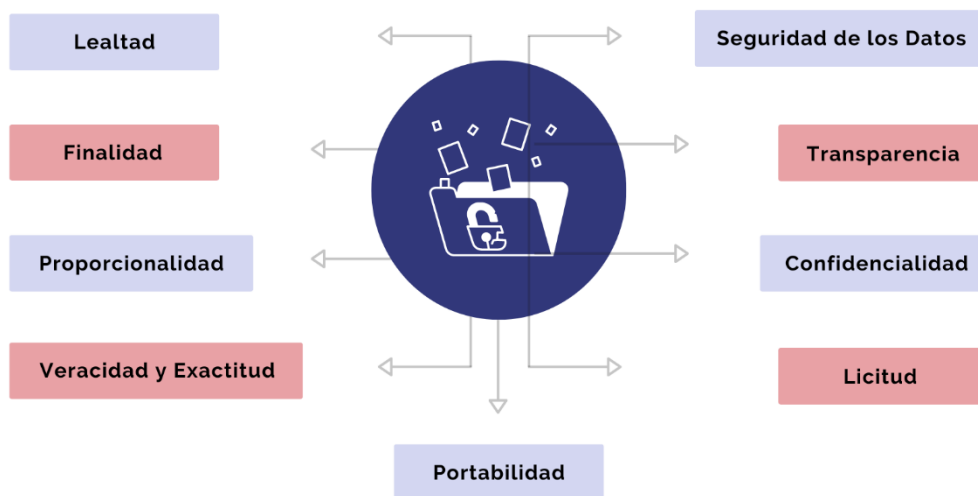 Lealtad
Seguridad de los Datos
Finalidad
Transparencia
Proporcionalidad
Confidencialidad
Veracidad y Exactitud
Licitud
Portabilidad